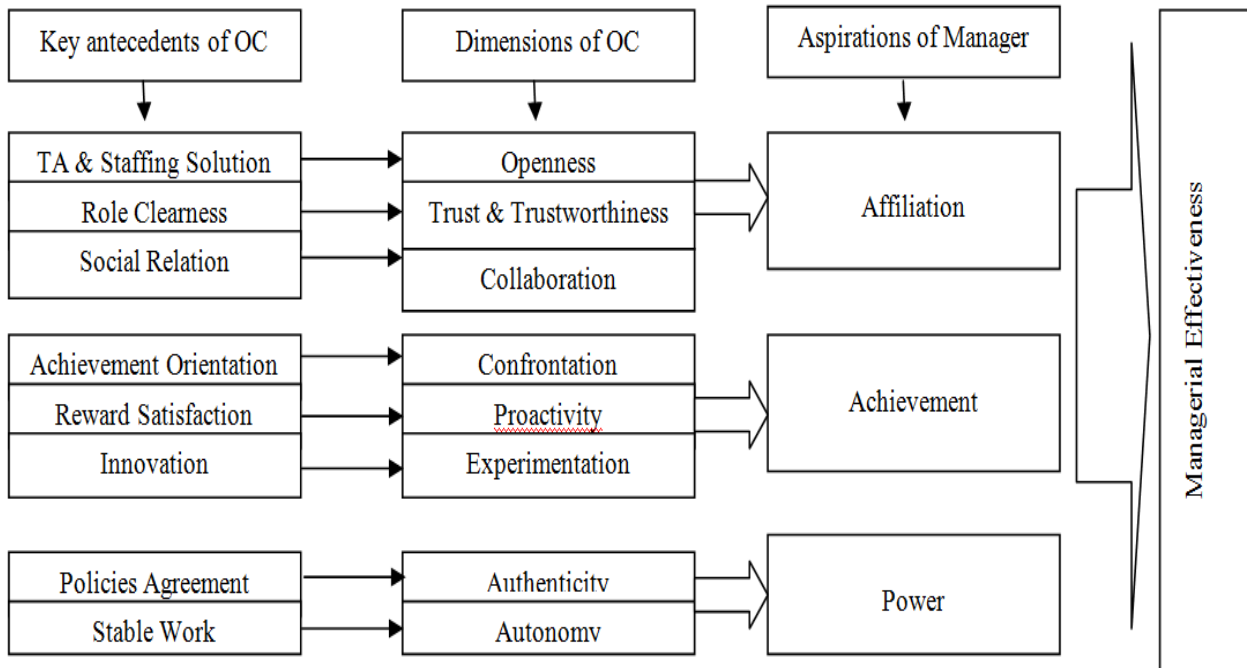 Key antecedents of OC
Dimensions of OC
Aspirations of Manager
TA & Staffing Solution
Role Clearness
Social Relation
Openness
Trust & Trustworthiness
Collaboration
Affiliation
Achievement Orientation
Reward Satisfaction
Innovation
Confrontation
Proactivity
Experimentation
Achievement
Policies Agreement
Stable Work
Authenticity
Autonomy
Power
Managerial Effectiveness